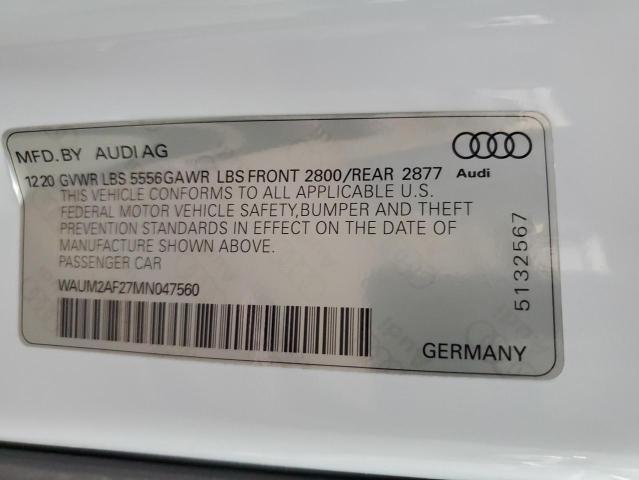 MFD. BY AUDI AG
12 20 GVWR LBS 5556 GAWR LBS FRONT 2800/REAR 2877
Audi
THIS VEHICLE CONFORMS TO ALL APPLICABLE U.S.
FEDERAL MOTOR VEHICLE SAFETY,BUMPER AND THEFT
PREVENTION STANDARDS IN EFFECT ON THE DATE OF
MANUFACTURE SHOWN ABOVE.
PASSENGER CAR
WAUM2AF27MN047560
5132567
GERMANY